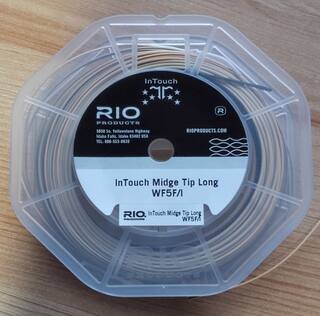 InTouch
RIO
PRODUCTS
5050 So. Yellowstone Highway
Idaho Falls, Idaho 83402 USA
TEL. 800-553-0838
R
RIOPRODUCTS.COM
InTouch Midge Tip Long
WF5F/I
RIO InTouch Midge Tip Long
WF5F/I